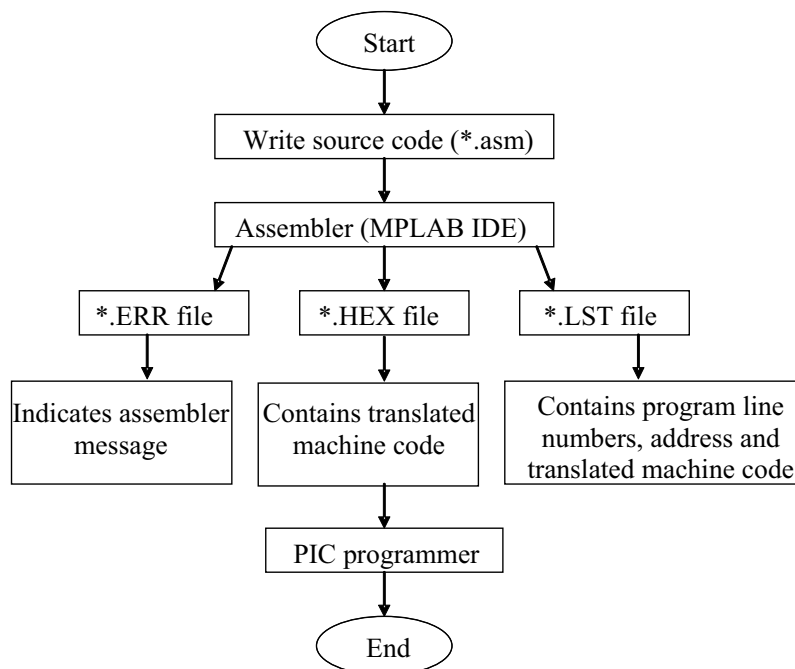 Start
Write source code (*.asm)
Assembler (MPLAB IDE)
*.ERR file
*.HEX file
*.LST file
Indicates assembler
message
Contains translated
machine code
Contains program line
numbers, address and
translated machine code
PIC programmer
End